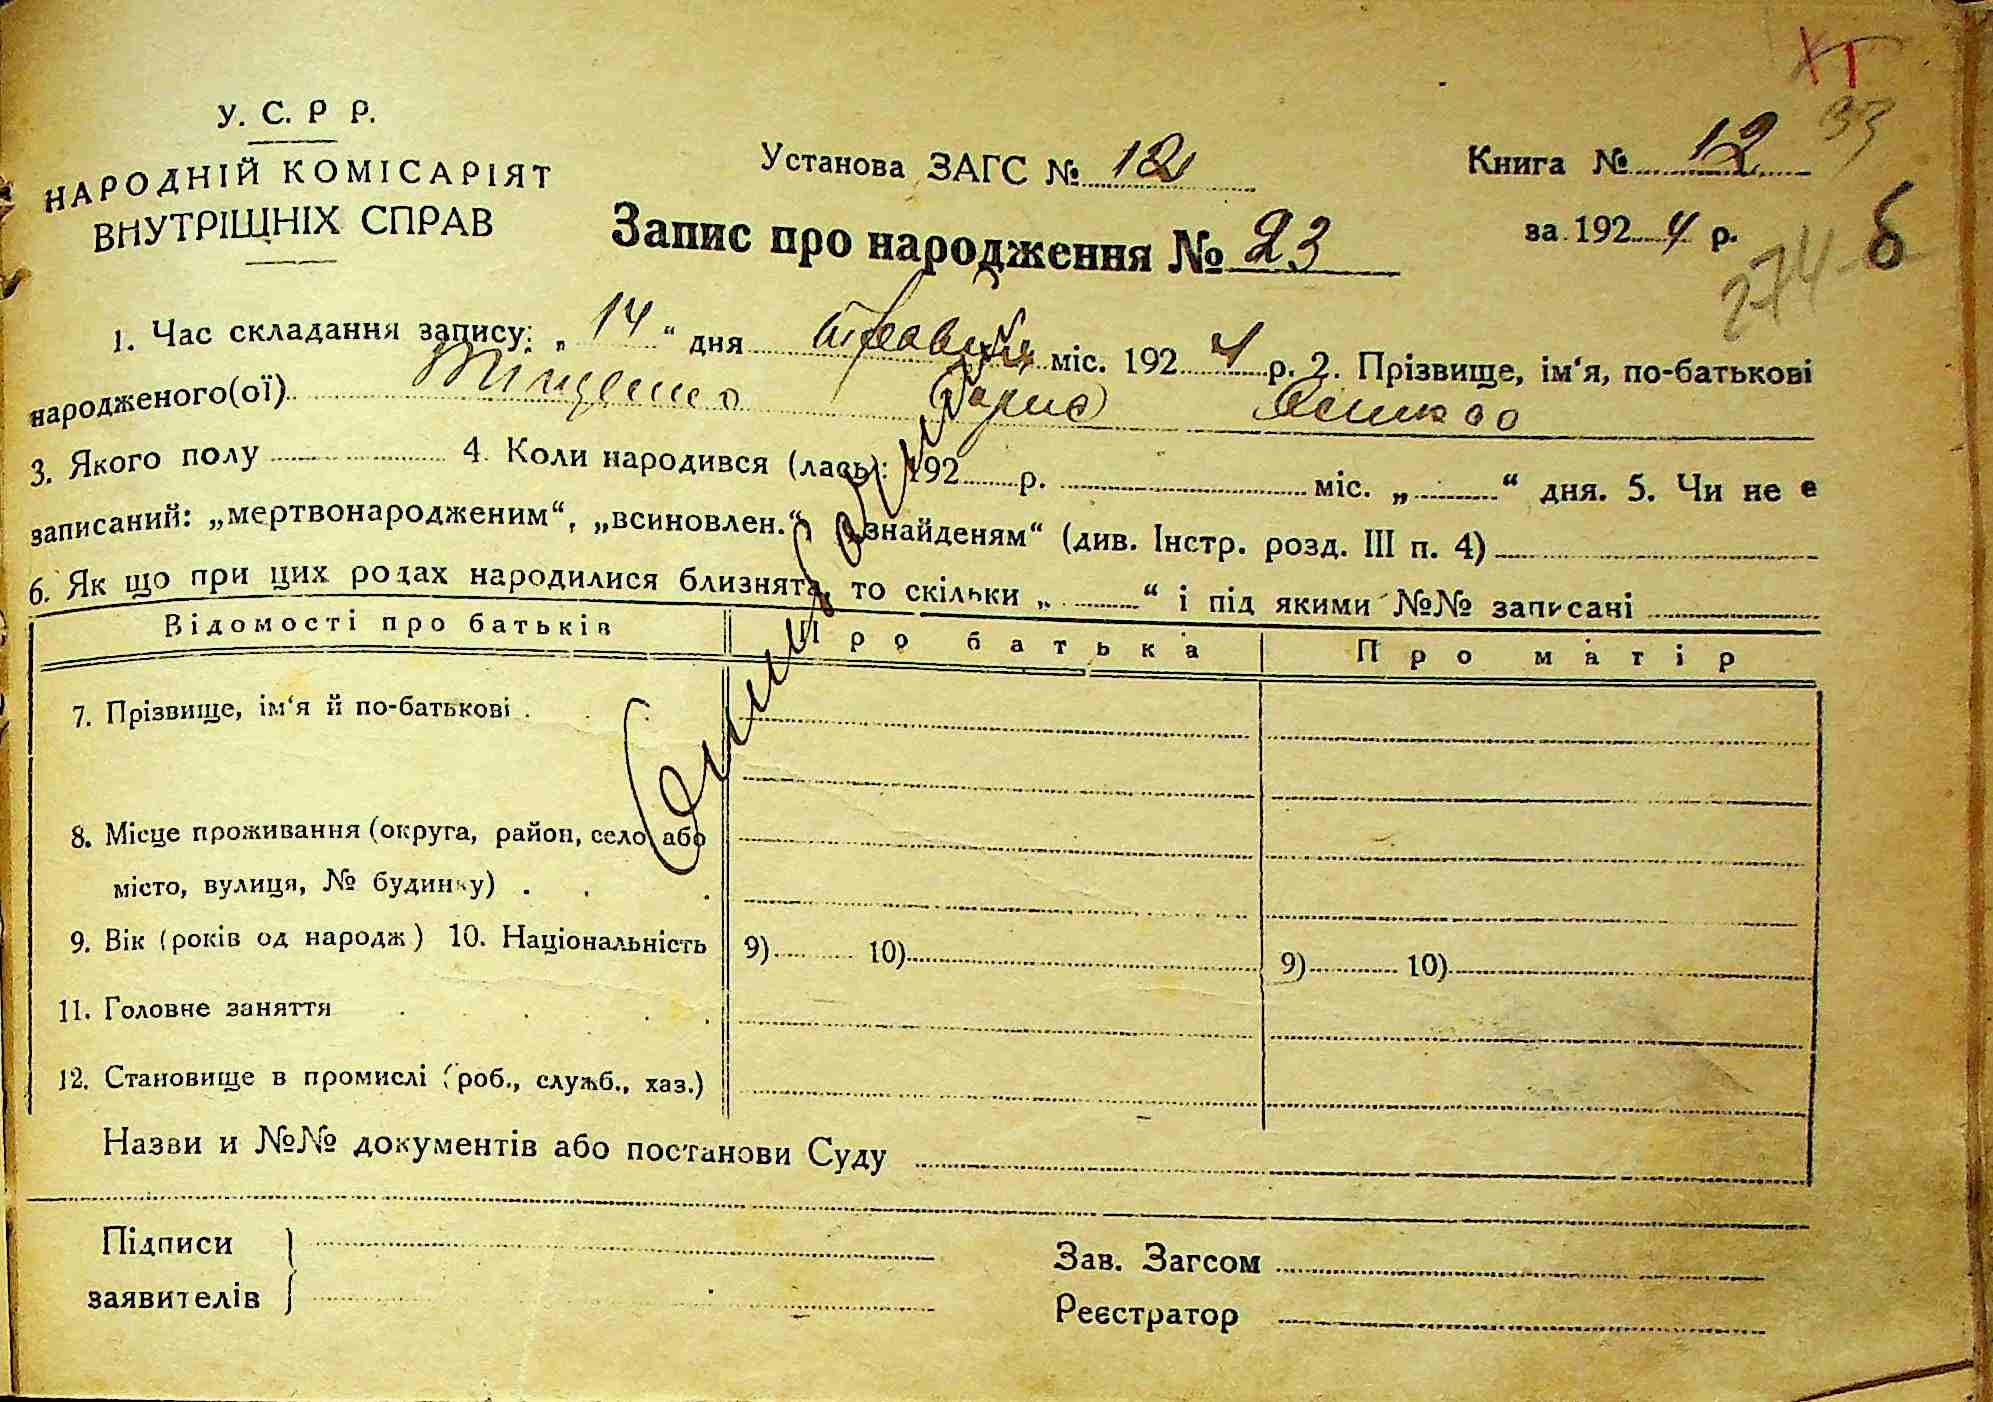 У. С. Р Р.
НАРОДНІЙ КОМІСАРІЯТ
ВНУТРІЩНІХ СПРАВ
Установа ЗАГС № 12
Книга № 12
33
Запис про народження № 23
за 1924 р.
274-б
1. Час складання запису: „ 14 “ дня травня міс. 1924 р. 2. Прізвище, ім‘я, по-батькові
народженого(ої) Тищенко Борис
3. Якого полу 4. Коли народився (лась): 192 р. міс. „ “ дня. 5. Чи не е
записаний: „мертвонародженим“, „всиновлен.“, „знайденям“ (див. Інстр. розд. III п. 4)
6. Як що при цих родах народилися близнята, то скільки „ “ і під якими №№ записані
Відомості про батьків Про батька Про матір
7. Прізвище, ім‘я й по-батькові
8. Місце проживання (округа, район, село або
місто, вулиця, № будинку)
9. Вік (років од народж) 10. Національність 9) 10) 9) 10)
11. Головне заняття
12. Становище в промислі (роб., служб., хаз.)
Назви и №№ документів або постанови Суду
Підписи
заявителів
Зав. Загсом
Реєстратор